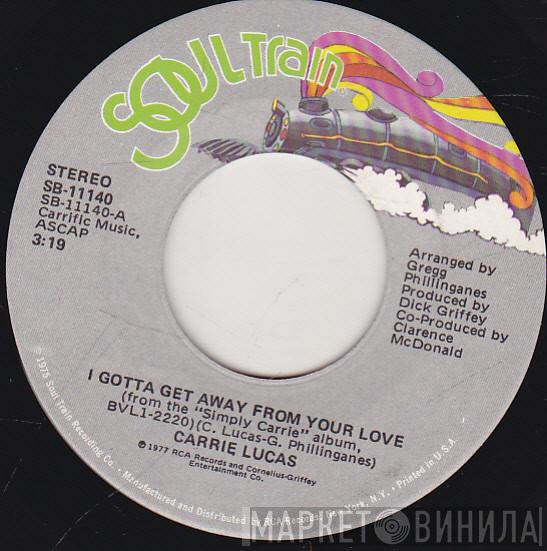 SOUL TRAIN®
STEREO
SB-11140
SB-11140-A
Carrific Music,
ASCAP
3:19
Arranged by
Gregg
Phillinganes
Produced by
Dick Griffey
Co-Produced by
Clarence
McDonald
I GOTTA GET AWAY FROM YOUR LOVE
(from the "Simply Carrie" album,
BVL1-2220)(C. Lucas-G. Phillinganes)
CARRIE LUCAS
℗ 1977 RCA Records and Cornelius-Griffey
Entertainment Co.
© 1975 Soul Train Recording Co. • Manufactured and Distributed by RCA Records, New York, N.Y. • Printed in U.S.A.
МАРКЕТ ВИНИЛА